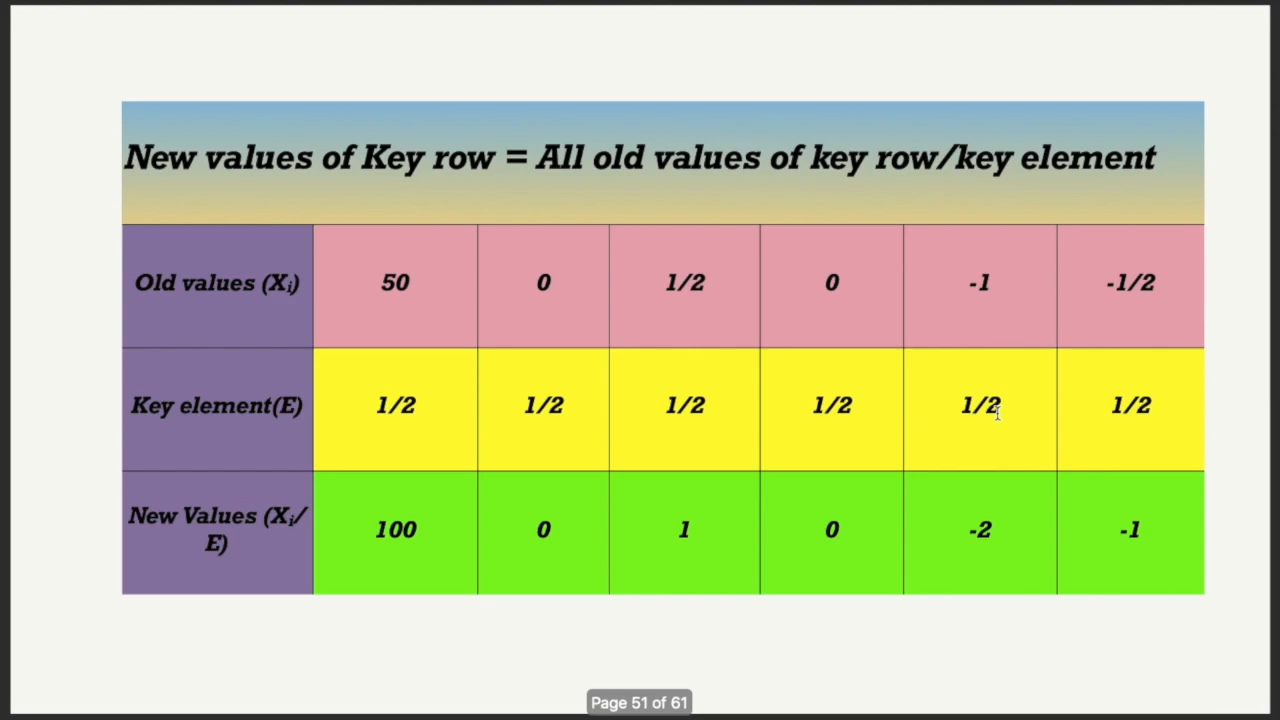 New values of Key row = All old values of key row/key element
Old values (Xᵢ) 50 0 1/2 0 -1 -1/2
Key element(E) 1/2 1/2 1/2 1/2 1/2 1/2
New Values (Xᵢ/
E) 100 0 1 0 -2 -1
Page 51 of 61